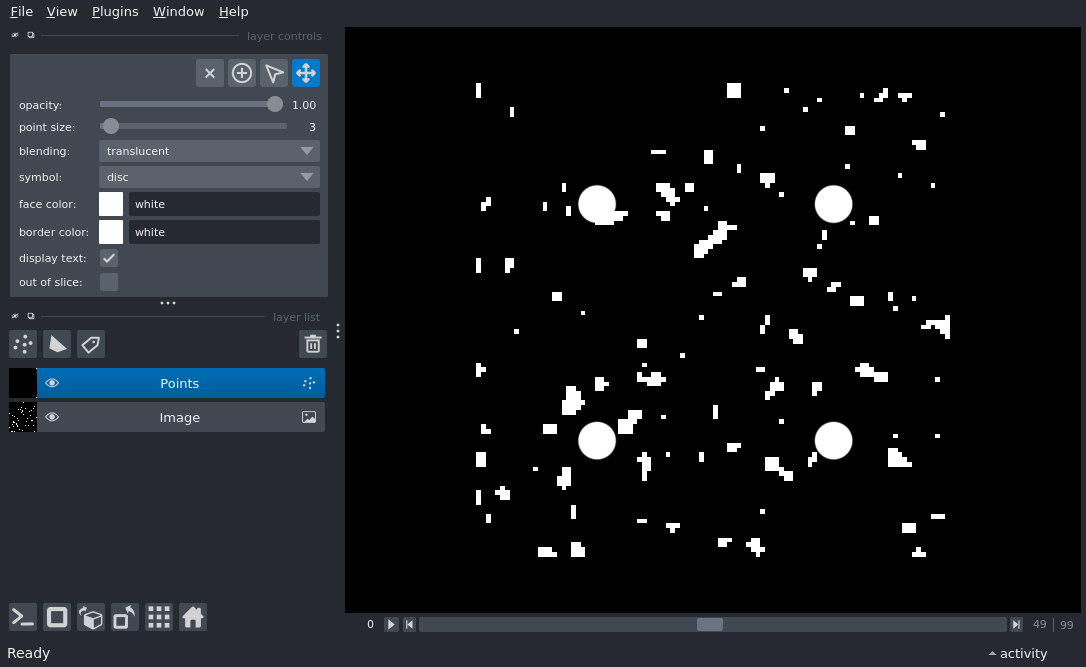 File View Plugins Window Help
layer controls
opacity: 1.00
point size: 3
blending: translucent
symbol: disc
face color: white
border color: white
display text:
out of slice:
layer list
Points
Image
0 49 99
Ready activity